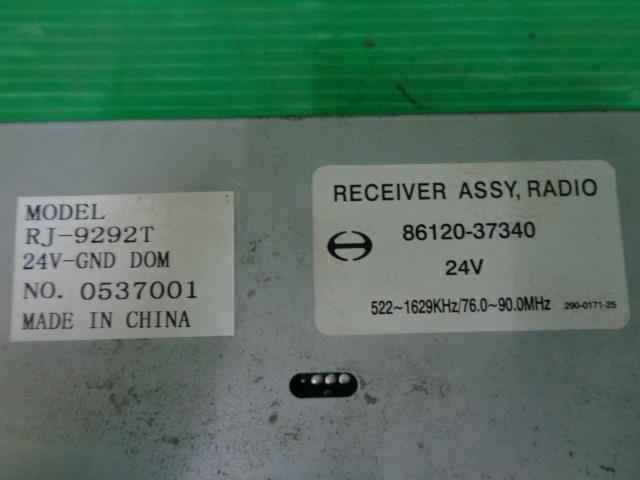 MODEL
RJ-9292T
24V-GND DOM
NO. 0537001
MADE IN CHINA
RECEIVER ASSY, RADIO
86120-37340
24V
522~1629KHz/76.0~90.0MHz 290-0171-25